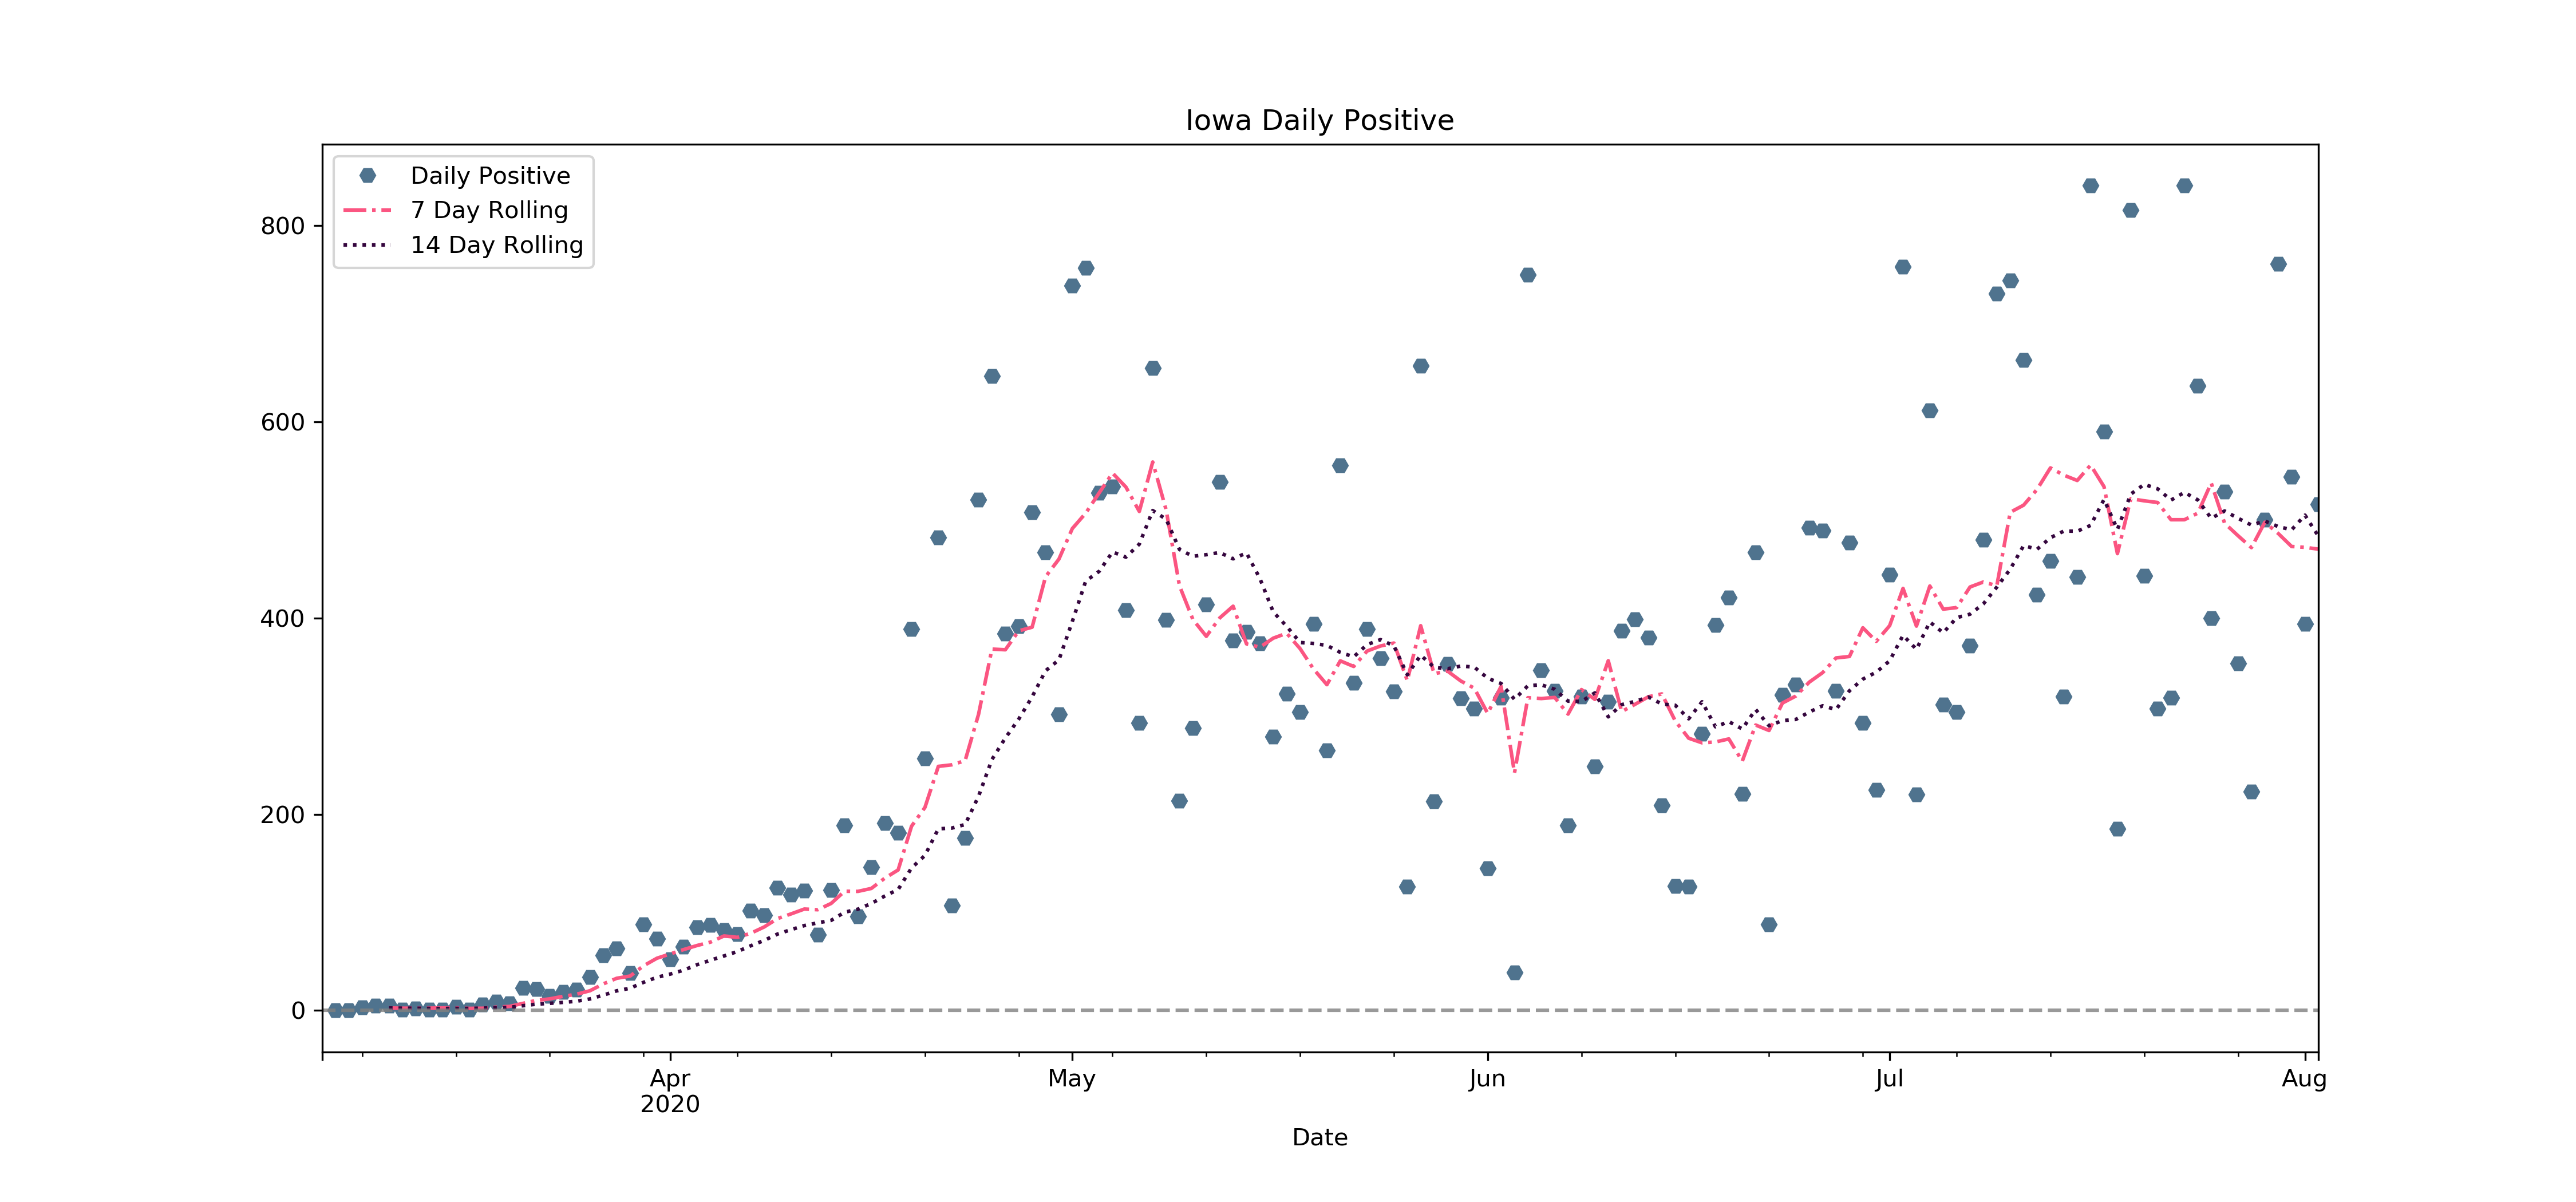 Iowa Daily Positive
Daily Positive
7 Day Rolling
14 Day Rolling
800
600
400
200
0
Apr
2020
May
Jun
Jul
Aug
Date